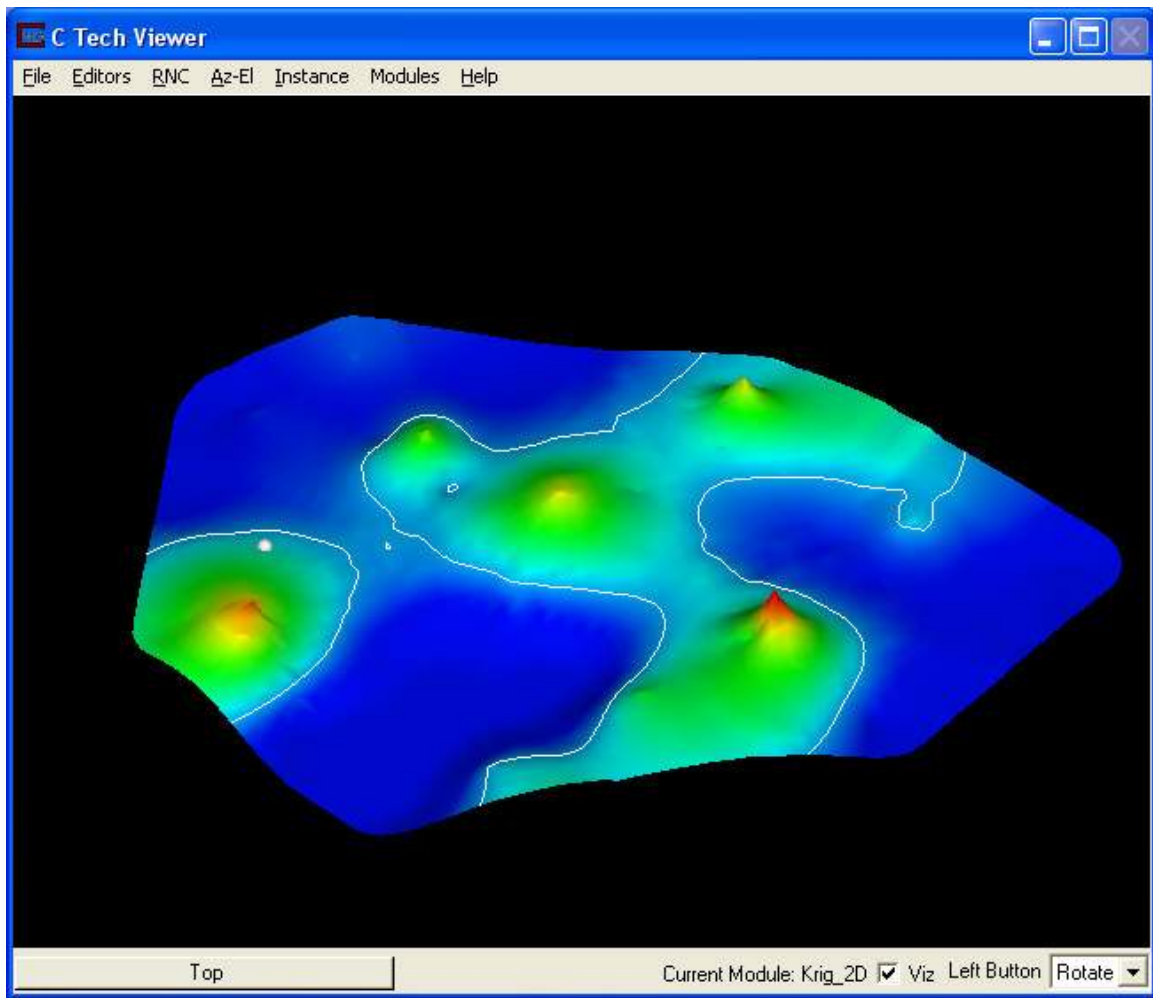 C Tech Viewer
File Editors RNC Az-El Instance Modules Help
Top Current Module: Krig_2D Viz Left Button Rotate